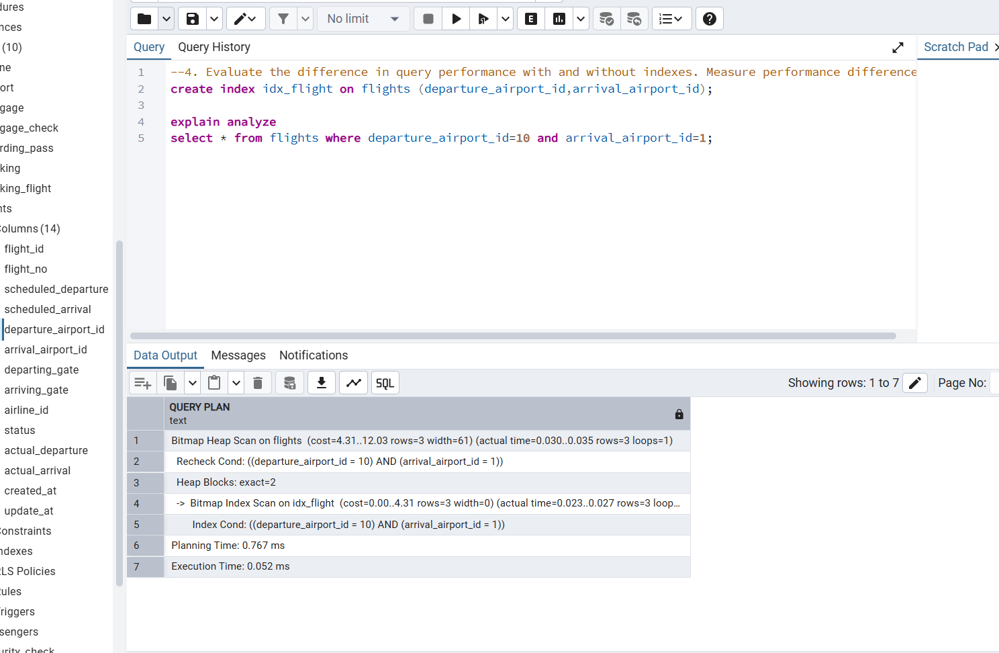 dures
nces
(10)
ne
ort
gage
gage_check
rding_pass
king
king_flight
nts
Columns (14)
flight_id
flight_no
scheduled_departure
scheduled_arrival
departure_airport_id
arrival_airport_id
departing_gate
arriving_gate
airline_id
status
actual_departure
actual_arrival
created_at
update_at
Constraints
ndexes
RLS Policies
Rules
Triggers
sengers
urity_check
No limit
E
Query
Query History
Scratch Pad
1 --4. Evaluate the difference in query performance with and without indexes. Measure performance difference
2 create index idx_flight on flights (departure_airport_id,arrival_airport_id);
3
4 explain analyze
5 select * from flights where departure_airport_id=10 and arrival_airport_id=1;
Data Output
Messages
Notifications
SQL
Showing rows: 1 to 7
Page No:
QUERY PLAN
text
1 Bitmap Heap Scan on flights (cost=4.31..12.03 rows=3 width=61) (actual time=0.030..0.035 rows=3 loops=1)
2 Recheck Cond: ((departure_airport_id = 10) AND (arrival_airport_id = 1))
3 Heap Blocks: exact=2
4 -> Bitmap Index Scan on idx_flight (cost=0.00..4.31 rows=3 width=0) (actual time=0.023..0.027 rows=3 loop...
5 Index Cond: ((departure_airport_id = 10) AND (arrival_airport_id = 1))
6 Planning Time: 0.767 ms
7 Execution Time: 0.052 ms